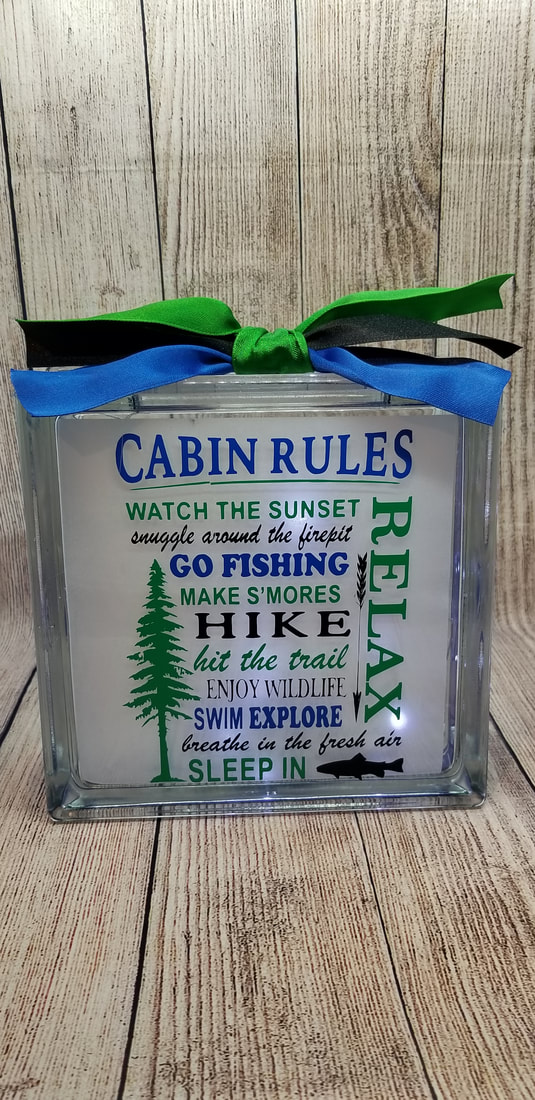 CABIN RULES
WATCH THE SUNSET
snuggle around the firepit
GO FISHING
MAKE S'MORES
HIKE
hit the trail
ENJOY WILDLIFE
SWIM EXPLORE
breathe in the fresh air
SLEEP IN
RELAX